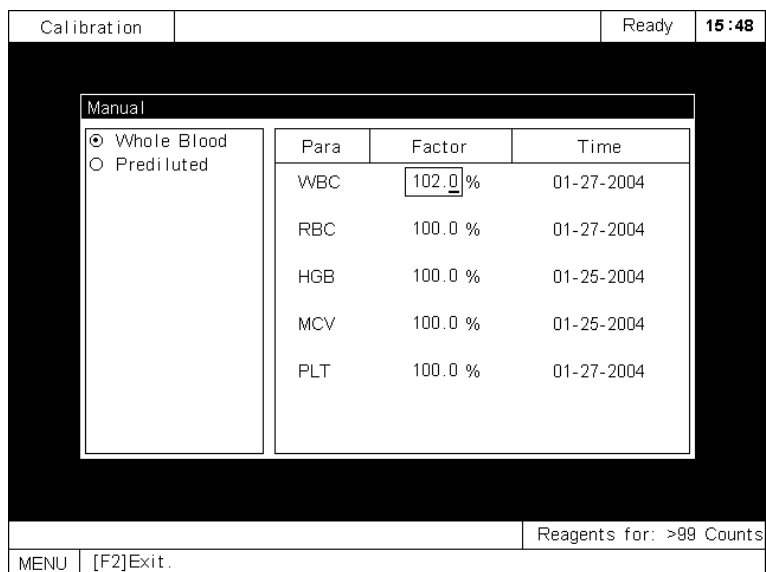 Calibration Ready 15:48
Manual
Whole Blood
Prediluted
Para Factor Time
WBC 102.0 % 01-27-2004
RBC 100.0 % 01-27-2004
HGB 100.0 % 01-25-2004
MCV 100.0 % 01-25-2004
PLT 100.0 % 01-27-2004
Reagents for: >99 Counts
MENU [F2]Exit.